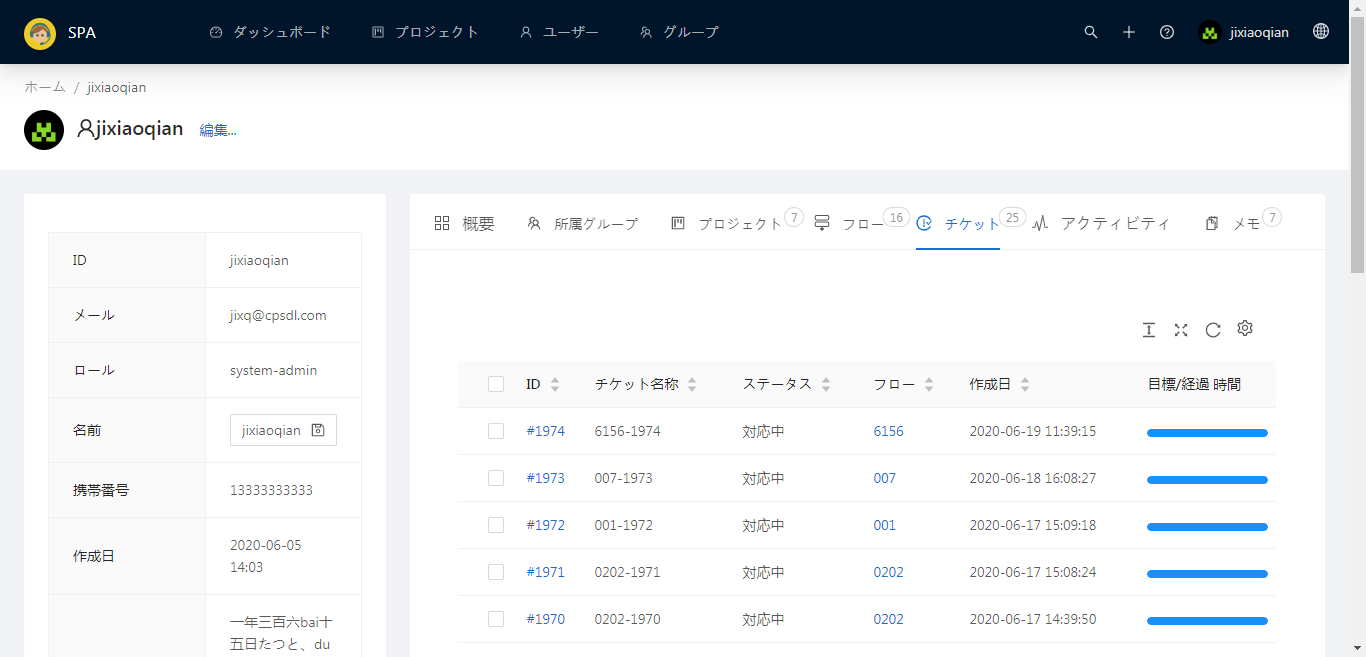 SPA ダッシュボード プロジェクト ユーザー グループ jixiaoqian
ホーム / jixiaoqian
jixiaoqian 編集...
概要 所属グループ プロジェクト 7 フロー 16 チケット 25 アクティビティ メモ 7
ID jixiaoqian
メール jixq@cpsdl.com
ロール system-admin
名前 jixiaoqian
携帯番号 13333333333
作成日 2020-06-05
14:03
一年三百六bai十
五日たつと、du
ID チケット名称 ステータス フロー 作成日 目標/経過 時間
#1974 6156-1974 対応中 6156 2020-06-19 11:39:15
#1973 007-1973 対応中 007 2020-06-18 16:08:27
#1972 001-1972 対応中 001 2020-06-17 15:09:18
#1971 0202-1971 対応中 0202 2020-06-17 15:08:24
#1970 0202-1970 対応中 0202 2020-06-17 14:39:50